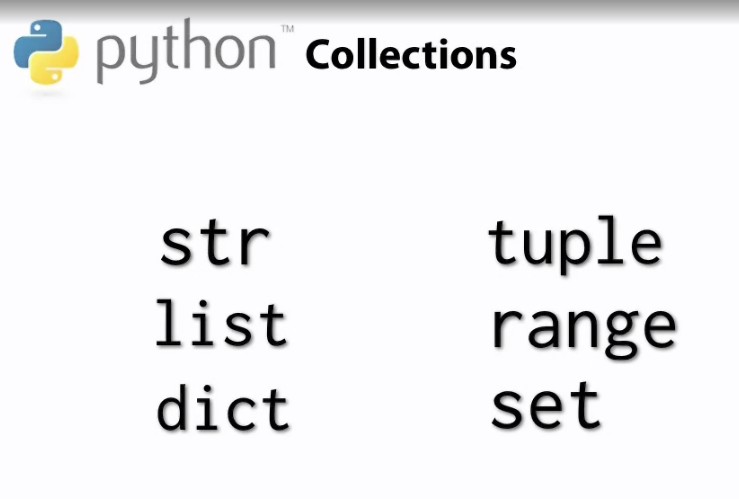 python™ Collections
str
list
dict
tuple
range
set